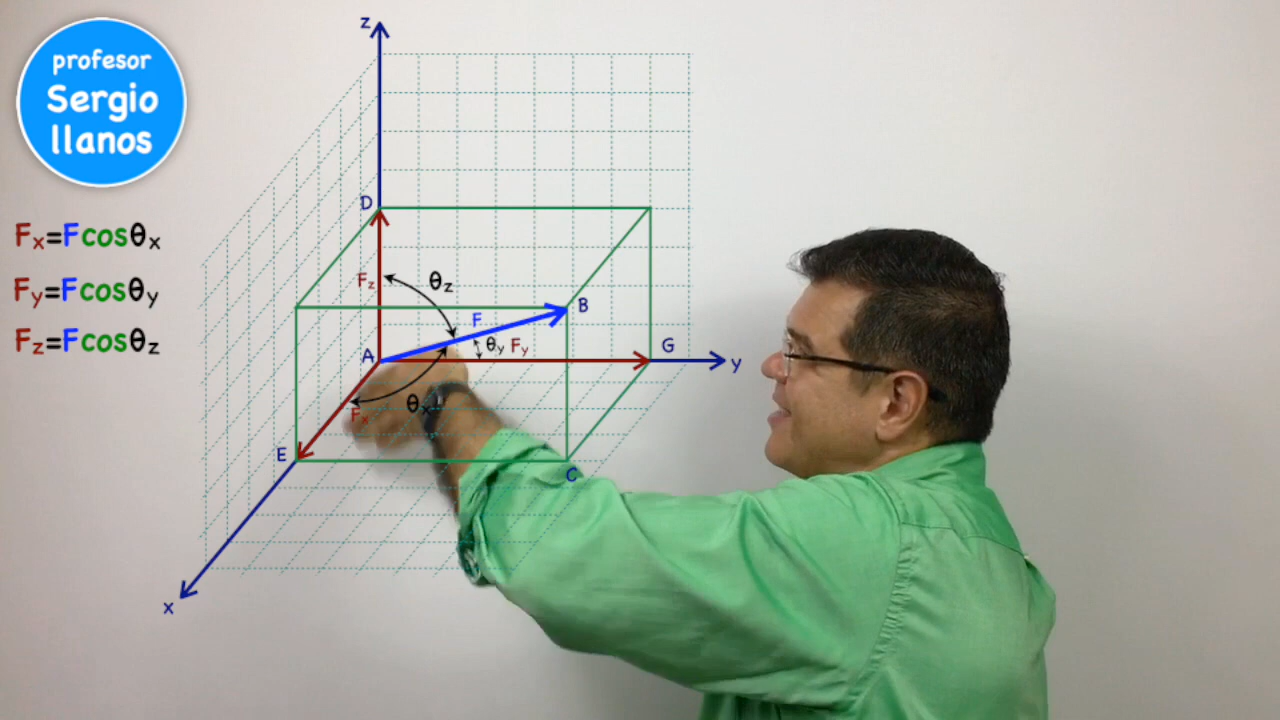 profesor
Sergio
llanos
Fx=Fcosθx
Fy=Fcosθy
Fz=Fcosθz
z
D
Fz
θz
B
F
A
θy
Fy
G
y
θx
Fx
E
C
x